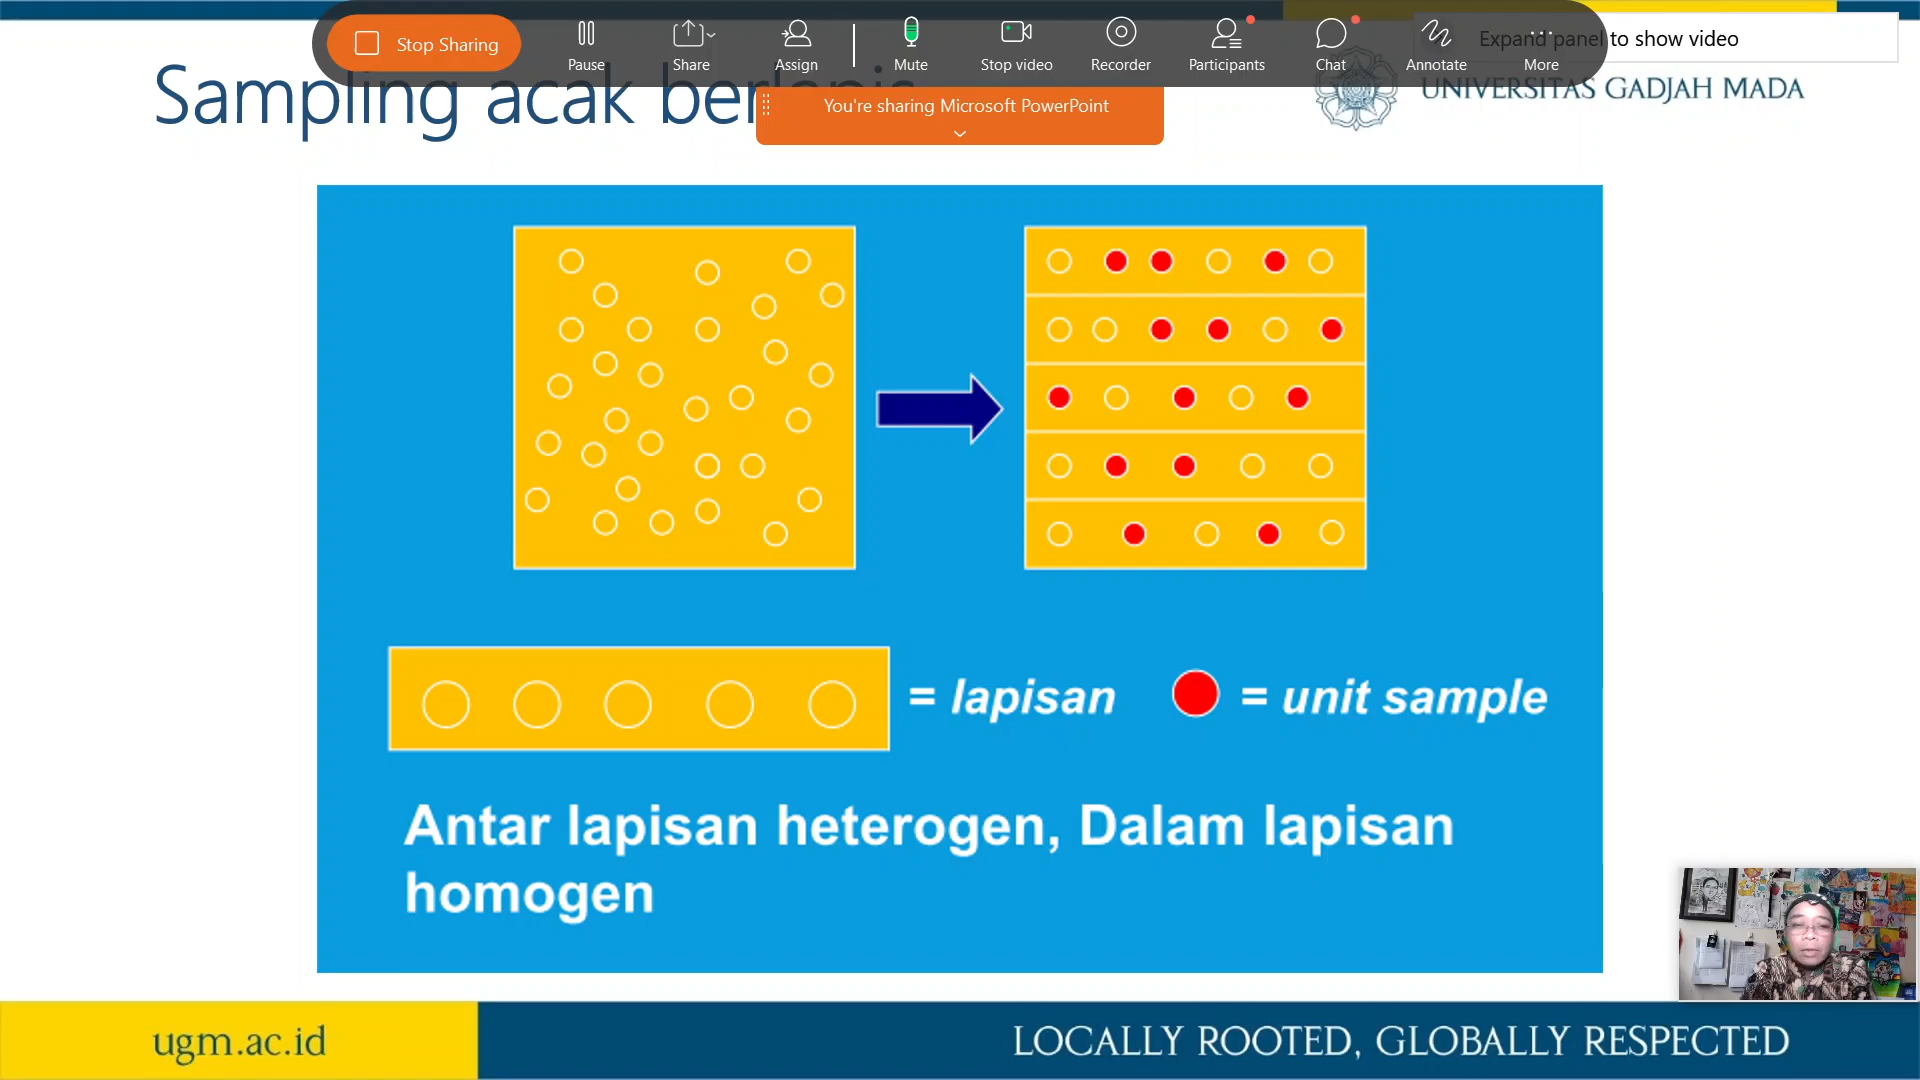 Stop Sharing
Pause
Share
Assign
Mute
Stop video
Recorder
Participants
Chat
Annotate
More
Expand panel to show video
You're sharing Microsoft PowerPoint
Sampling acak berlapis
UNIVERSITAS GADJAH MADA
= lapisan
= unit sample
Antar lapisan heterogen, Dalam lapisan
homogen
ugm.ac.id
LOCALLY ROOTED, GLOBALLY RESPECTED